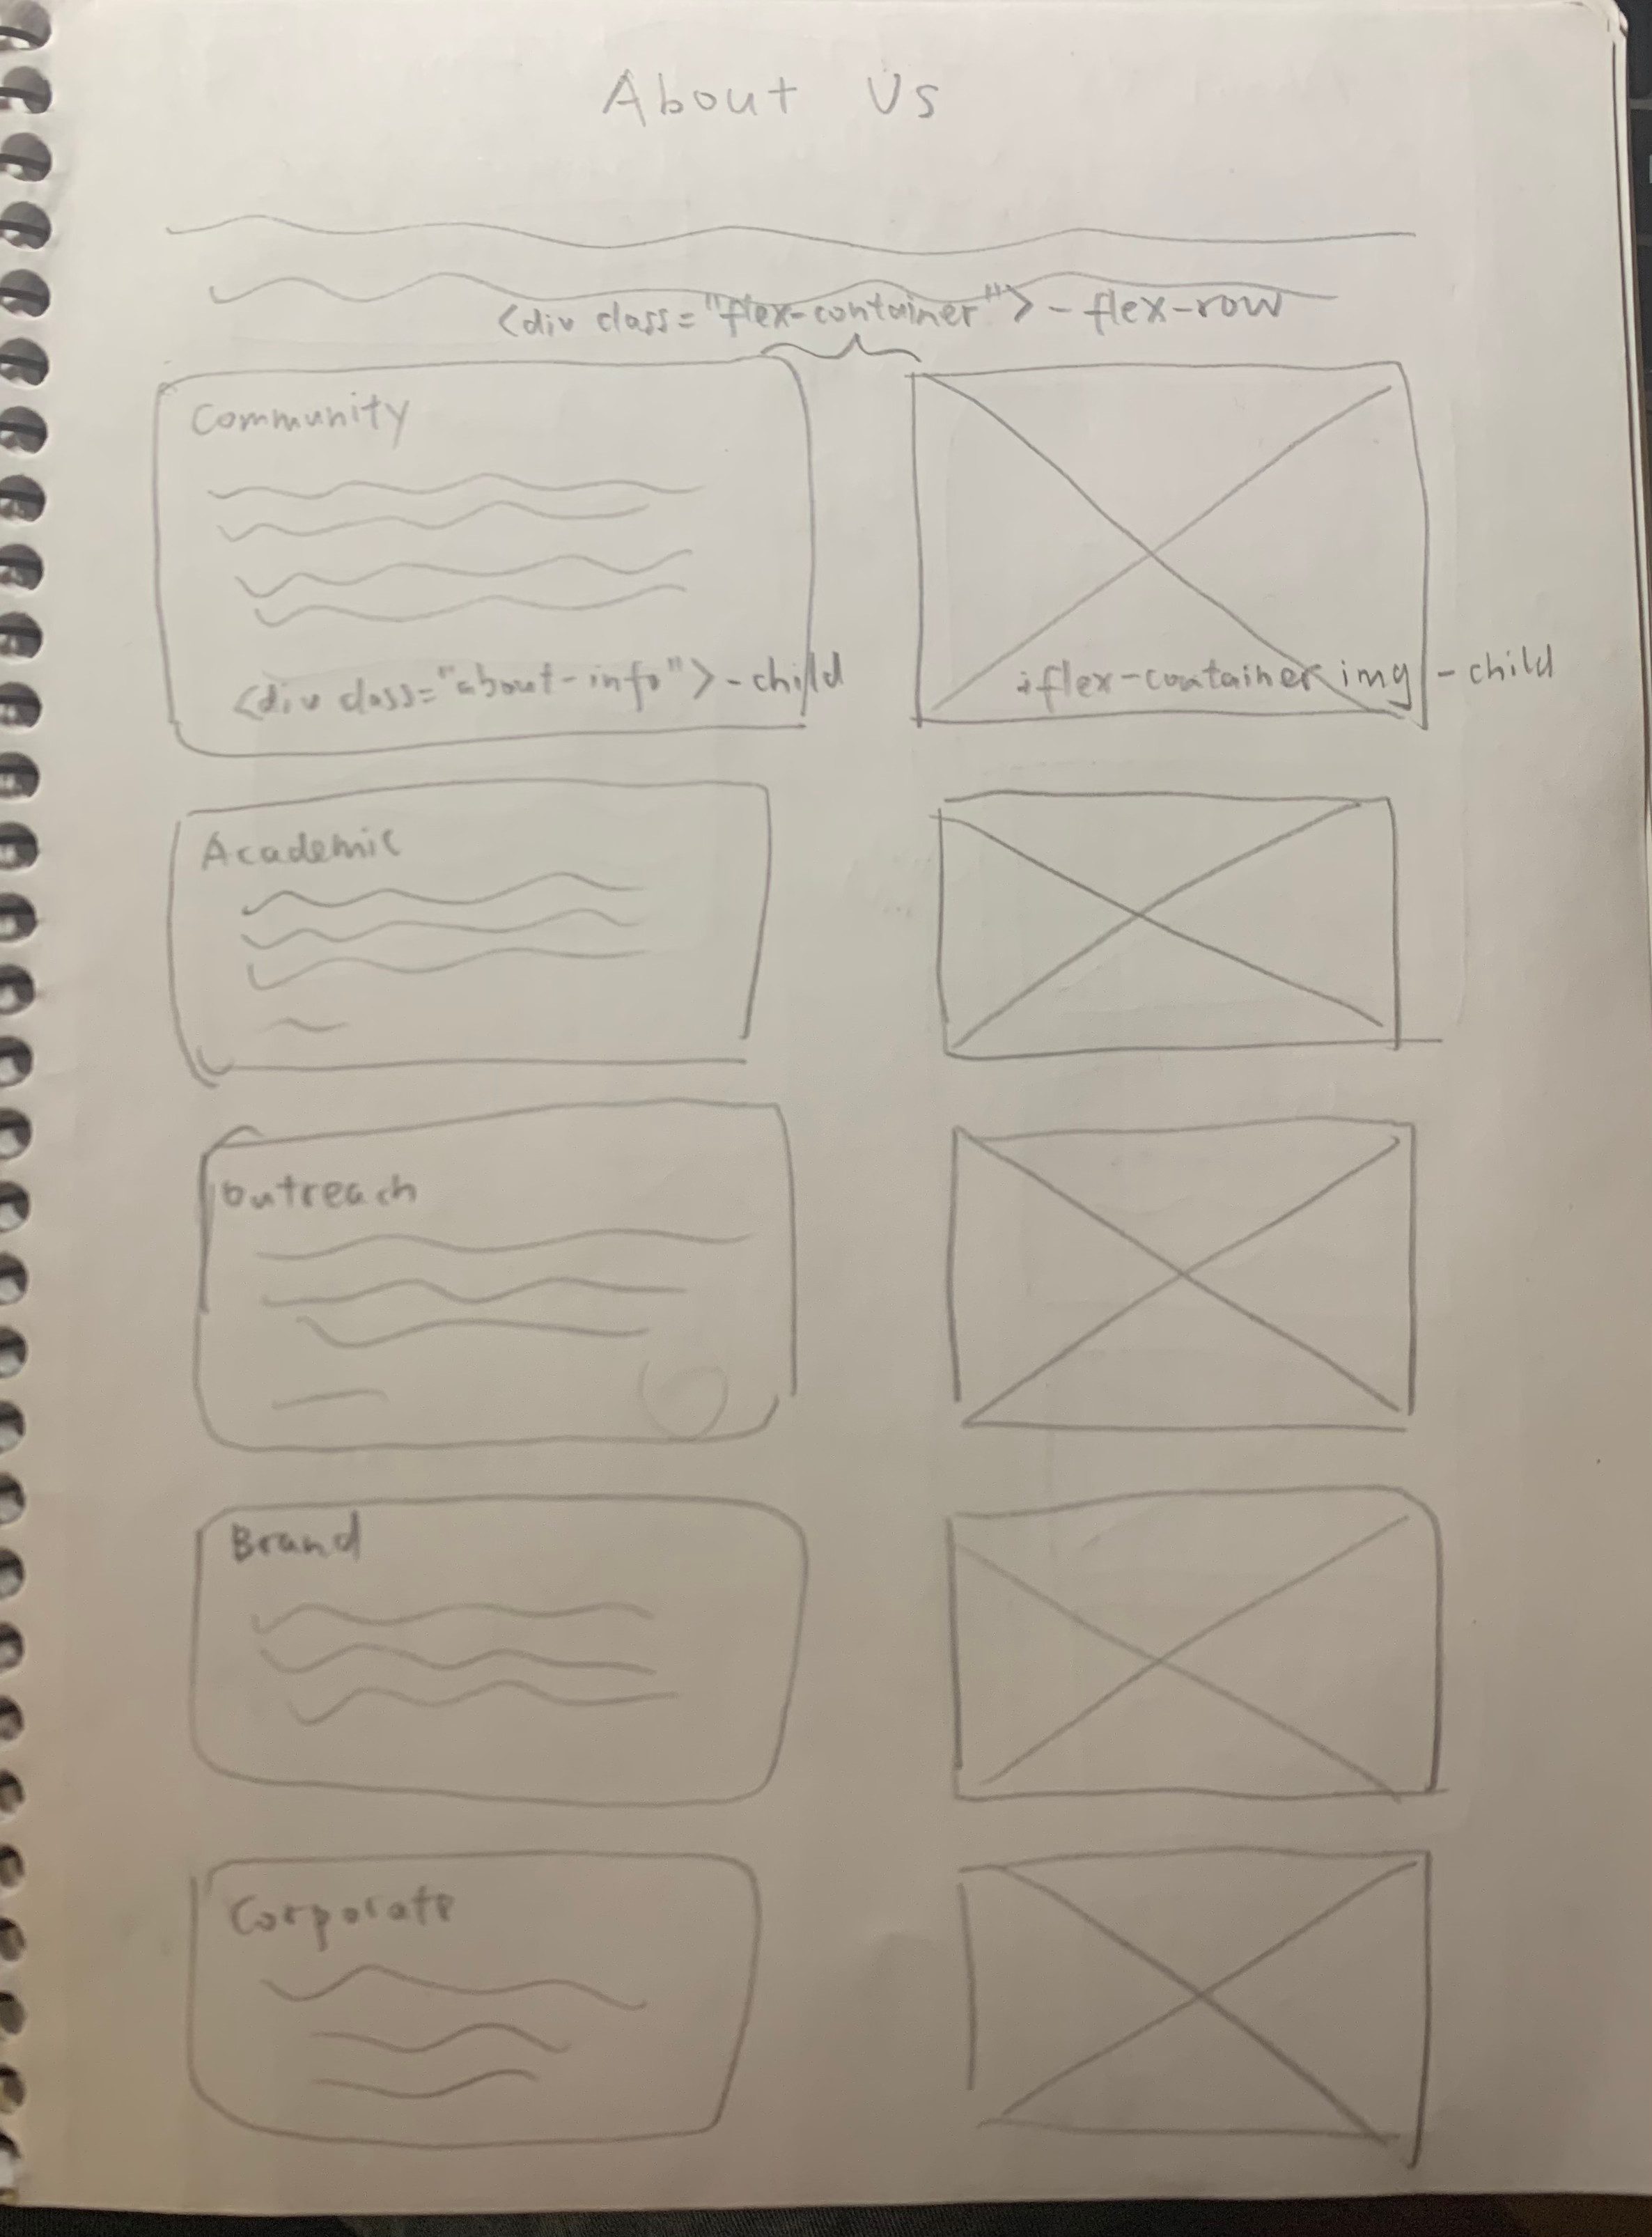 About Us
<div class="flex-container"> - flex-row
Community
<div class="about-info"> - child
.flex-container img - child
Academic
Outreach
Brand
Corporate